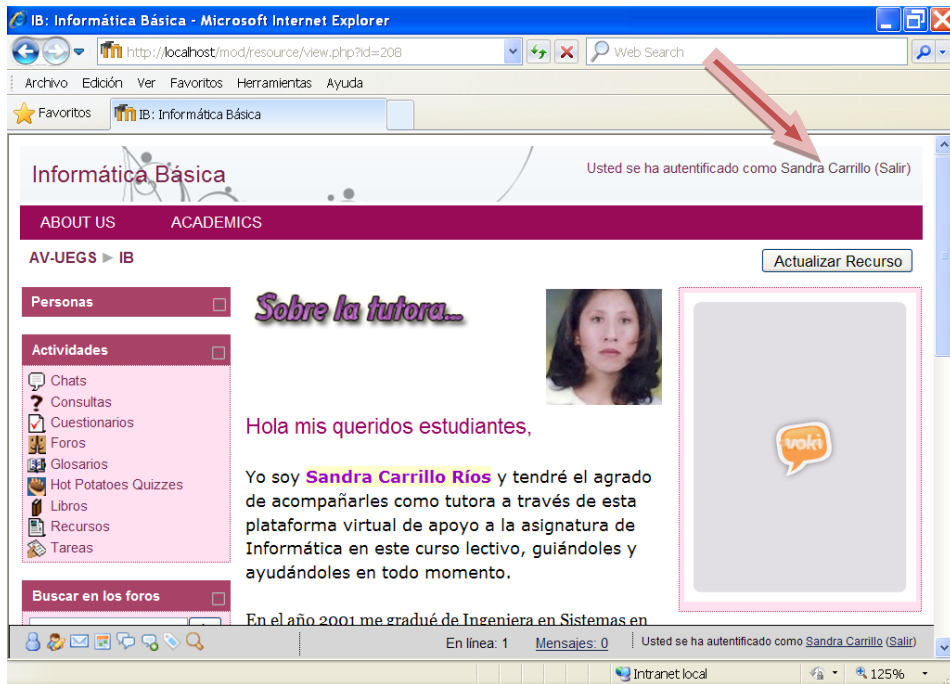 IB: Informática Básica - Microsoft Internet Explorer
http://localhost/mod/resource/view.php?id=208
Web Search
Archivo Edición Ver Favoritos Herramientas Ayuda
Favoritos
IB: Informática Básica
Informática Básica
Usted se ha autentificado como Sandra Carrillo (Salir)
ABOUT US ACADEMICS
AV-UEGS ► IB
Actualizar Recurso
Personas
Actividades
Chats
Consultas
Cuestionarios
Foros
Glosarios
Hot Potatoes Quizzes
Libros
Recursos
Tareas
Buscar en los foros
Sobre la tutora...
Hola mis queridos estudiantes,
Yo soy Sandra Carrillo Ríos y tendré el agrado
de acompañarles como tutora a través de esta
plataforma virtual de apoyo a la asignatura de
Informática en este curso lectivo, guiándoles y
ayudándoles en todo momento.
En el año 2001 me gradué de Ingeniera en Sistemas en
voki
En línea: 1
Mensajes: 0
Usted se ha autentificado como Sandra Carrillo (Salir)
Intranet local
125%